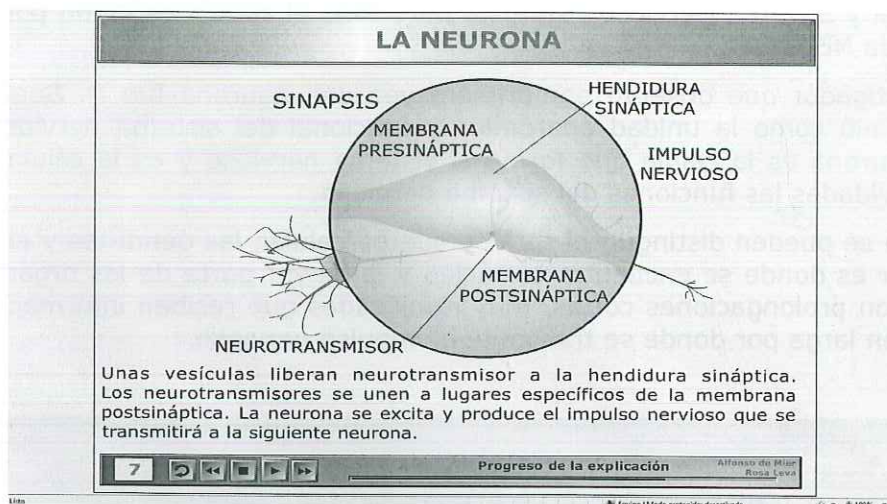 LA NEURONA
SINAPSIS
HENDIDURA
SINÁPTICA
MEMBRANA
PRESINÁPTICA
IMPULSO
NERVIOSO
MEMBRANA
POSTSINÁPTICA
NEUROTRANSMISOR
Unas vesículas liberan neurotransmisor a la hendidura sináptica.
Los neurotransmisores se unen a lugares específicos de la membrana
postsináptica. La neurona se excita y produce el impulso nervioso que se
transmitirá a la siguiente neurona.
7
Progreso de la explicación
Alfonso de Mier
Rosa Leva
Listo